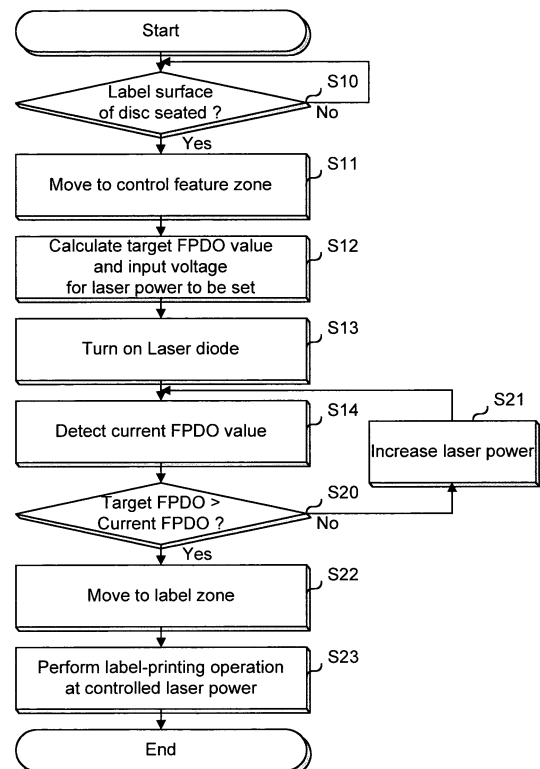 Start
Label surface
of disc seated ?
S10
No
Yes
Move to control feature zone
S11
Calculate target FPDO value
and input voltage
for laser power to be set
S12
Turn on Laser diode
S13
Detect current FPDO value
S14
Increase laser power
S21
Target FPDO >
Current FPDO ?
S20
No
Yes
Move to label zone
S22
Perform label-printing operation
at controlled laser power
S23
End